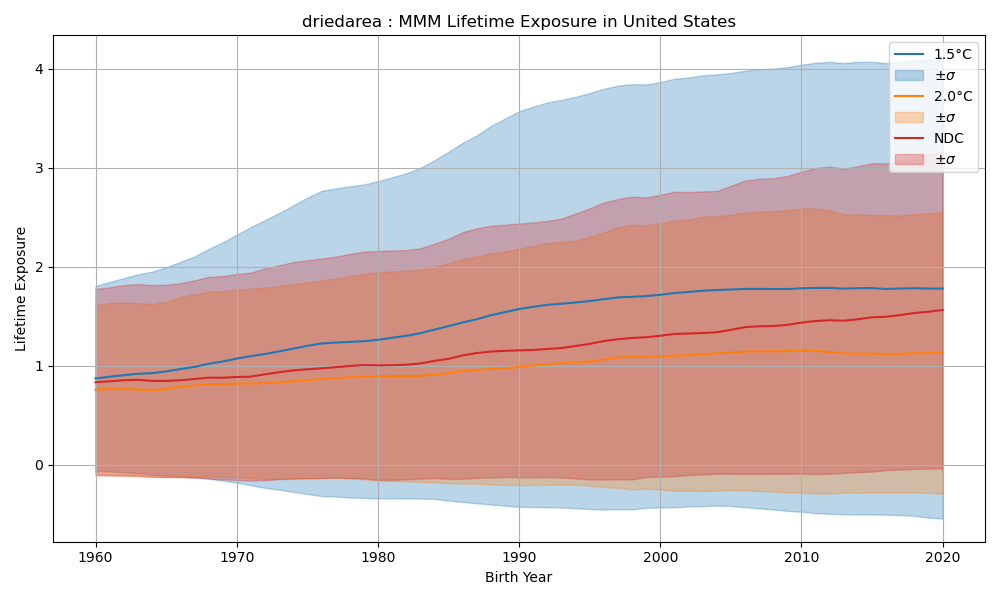 driedarea : MMM Lifetime Exposure in United States
1.5°C
±σ
2.0°C
±σ
NDC
±σ
Lifetime Exposure
4
3
2
1
0
1960 1970 1980 1990 2000 2010 2020
Birth Year